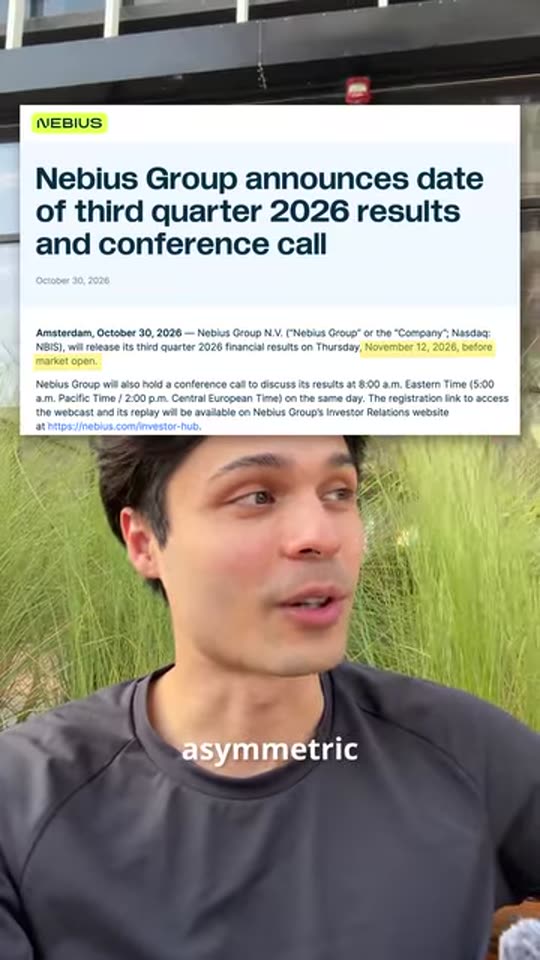 NEBIUS
Nebius Group announces date
of third quarter 2026 results
and conference call
October 30, 2026
Amsterdam, October 30, 2026 — Nebius Group N.V. ("Nebius Group" or the "Company"; Nasdaq:
NBIS), will release its third quarter 2026 financial results on Thursday, November 12, 2026, before
market open.
Nebius Group will also hold a conference call to discuss its results at 8:00 a.m. Eastern Time (5:00
a.m. Pacific Time / 2:00 p.m. Central European Time) on the same day. The registration link to access
the webcast and its replay will be available on Nebius Group's Investor Relations website
at https://nebius.com/investor-hub.
asymmetric